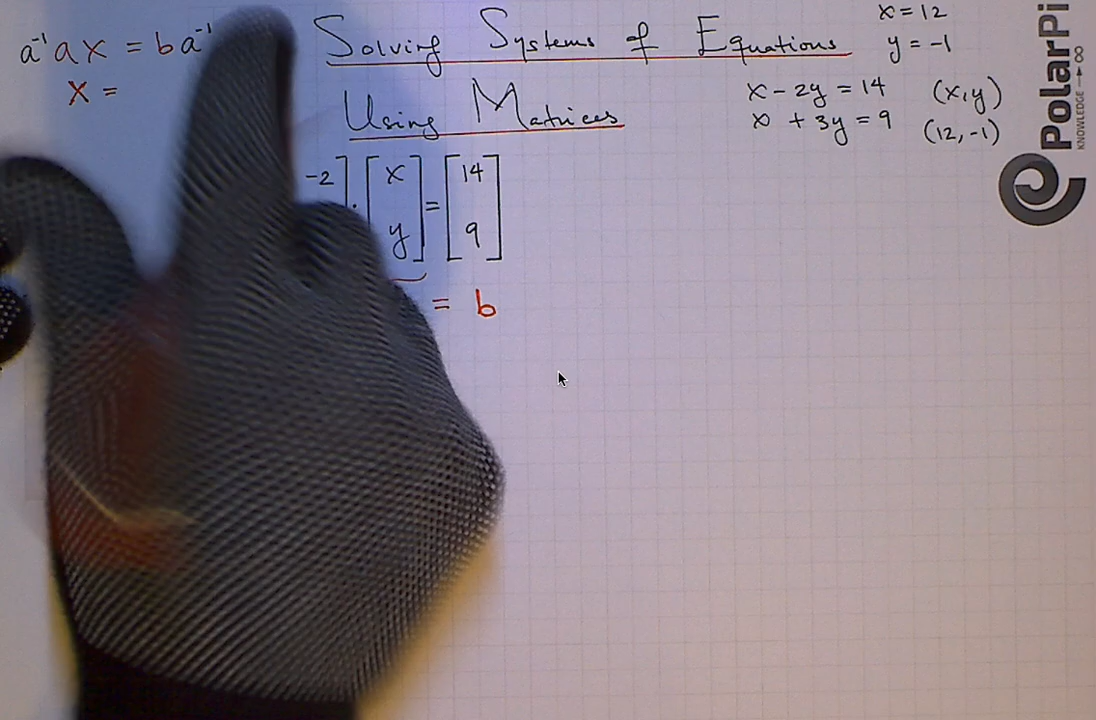 a⁻¹ax = ba⁻¹
x =
Solving Systems of Equations
Using Matrices
x = 12
y = -1
x - 2y = 14 (x,y)
x + 3y = 9 (12,-1)
-2] · [x y] = [14 9]
= b
PolarPi
KNOWLEDGE → ∞